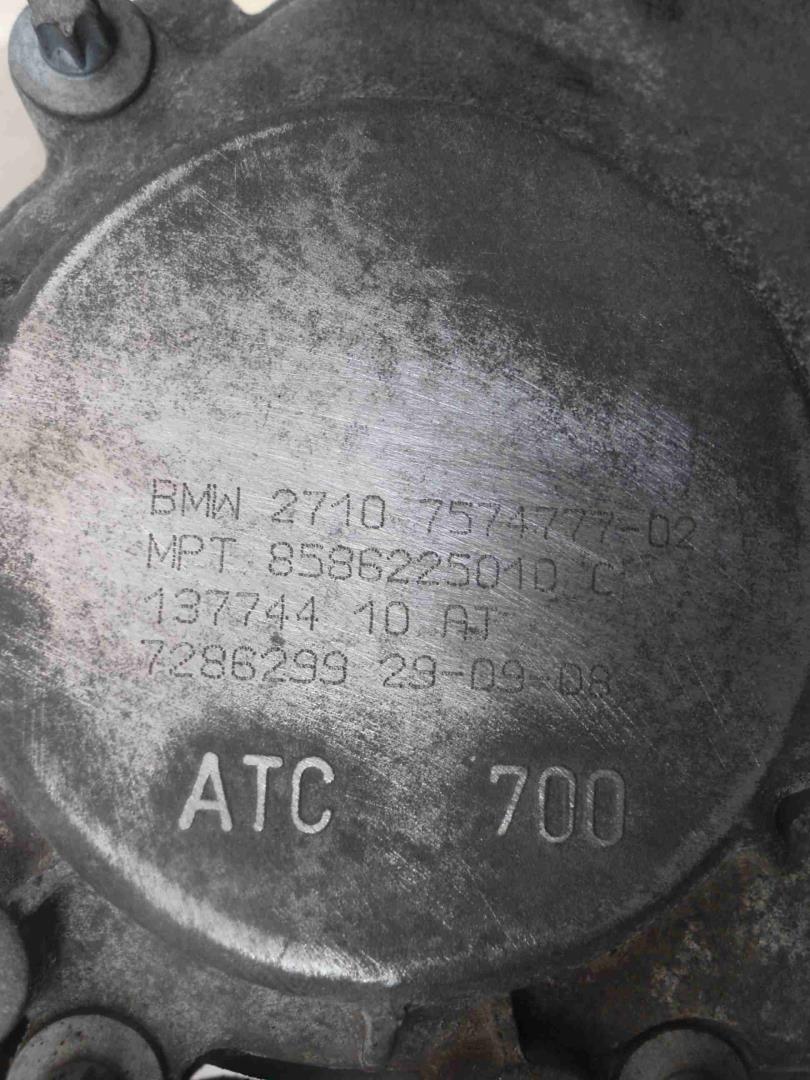 BMW 2710 7574777-02
MPT 8586225010 C
137744 10 AT
7286299 29-09-08
ATC 700